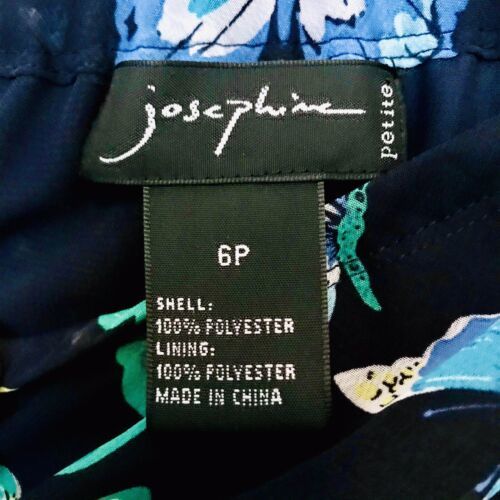 josephine
petite
6P
SHELL:
100% POLYESTER
LINING:
100% POLYESTER
MADE IN CHINA